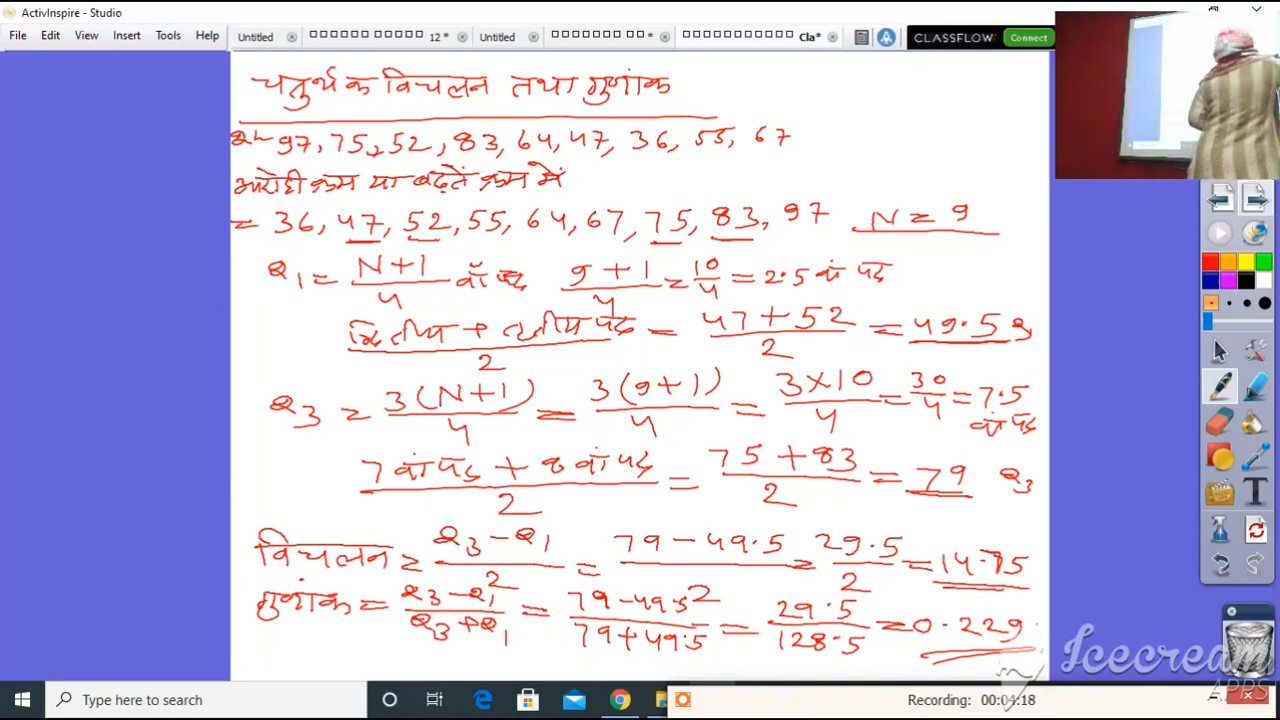 ActivInspire - Studio
File Edit View Insert Tools Help Untitled 12 * Untitled * Cla* CLASSFLOW Connect
चतुर्थक विचलन तथा गुणांक
97, 75, 52, 83, 64, 47, 36, 55, 67
आरोही क्रम या बढ़ते क्रम में
= 36, 47, 52, 55, 64, 67, 75, 83, 97 N = 9
Q1 = N+1/4 वाँ पद 9+1/4 = 10/4 = 2.5 वां पद
द्वितीय + तृतीय पद/2 = 47+52/2 = 49.5
Q3 = 3(N+1)/4 = 3(9+1)/4 = 3×10/4 = 30/4 = 7.5 वां पद
7 वां पद + 8 वां पद/2 = 75+83/2 = 79 Q3
विचलन = Q3-Q1/2 = 79-49.5/2 = 29.5/2 = 14.75
गुणांक = Q3-Q1/Q3+Q1 = 79-49.5/79+49.5 = 29.5/128.5 = 0.229
Icecream
APPS
Type here to search
Recording: 00:04:18